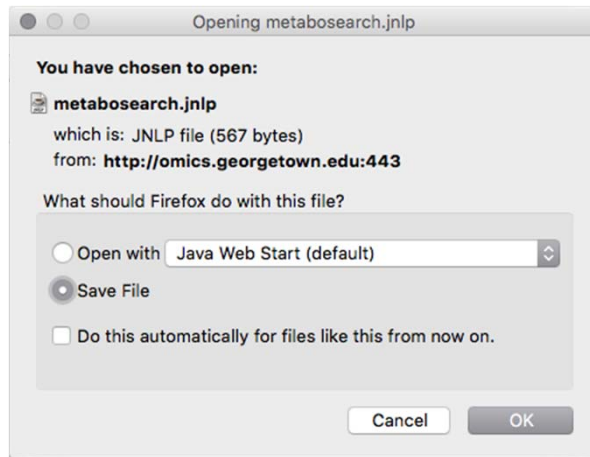 Opening metabosearch.jnlp
You have chosen to open:
metabosearch.jnlp
which is: JNLP file (567 bytes)
from: http://omics.georgetown.edu:443
What should Firefox do with this file?
Open with Java Web Start (default)
Save File
Do this automatically for files like this from now on.
Cancel OK